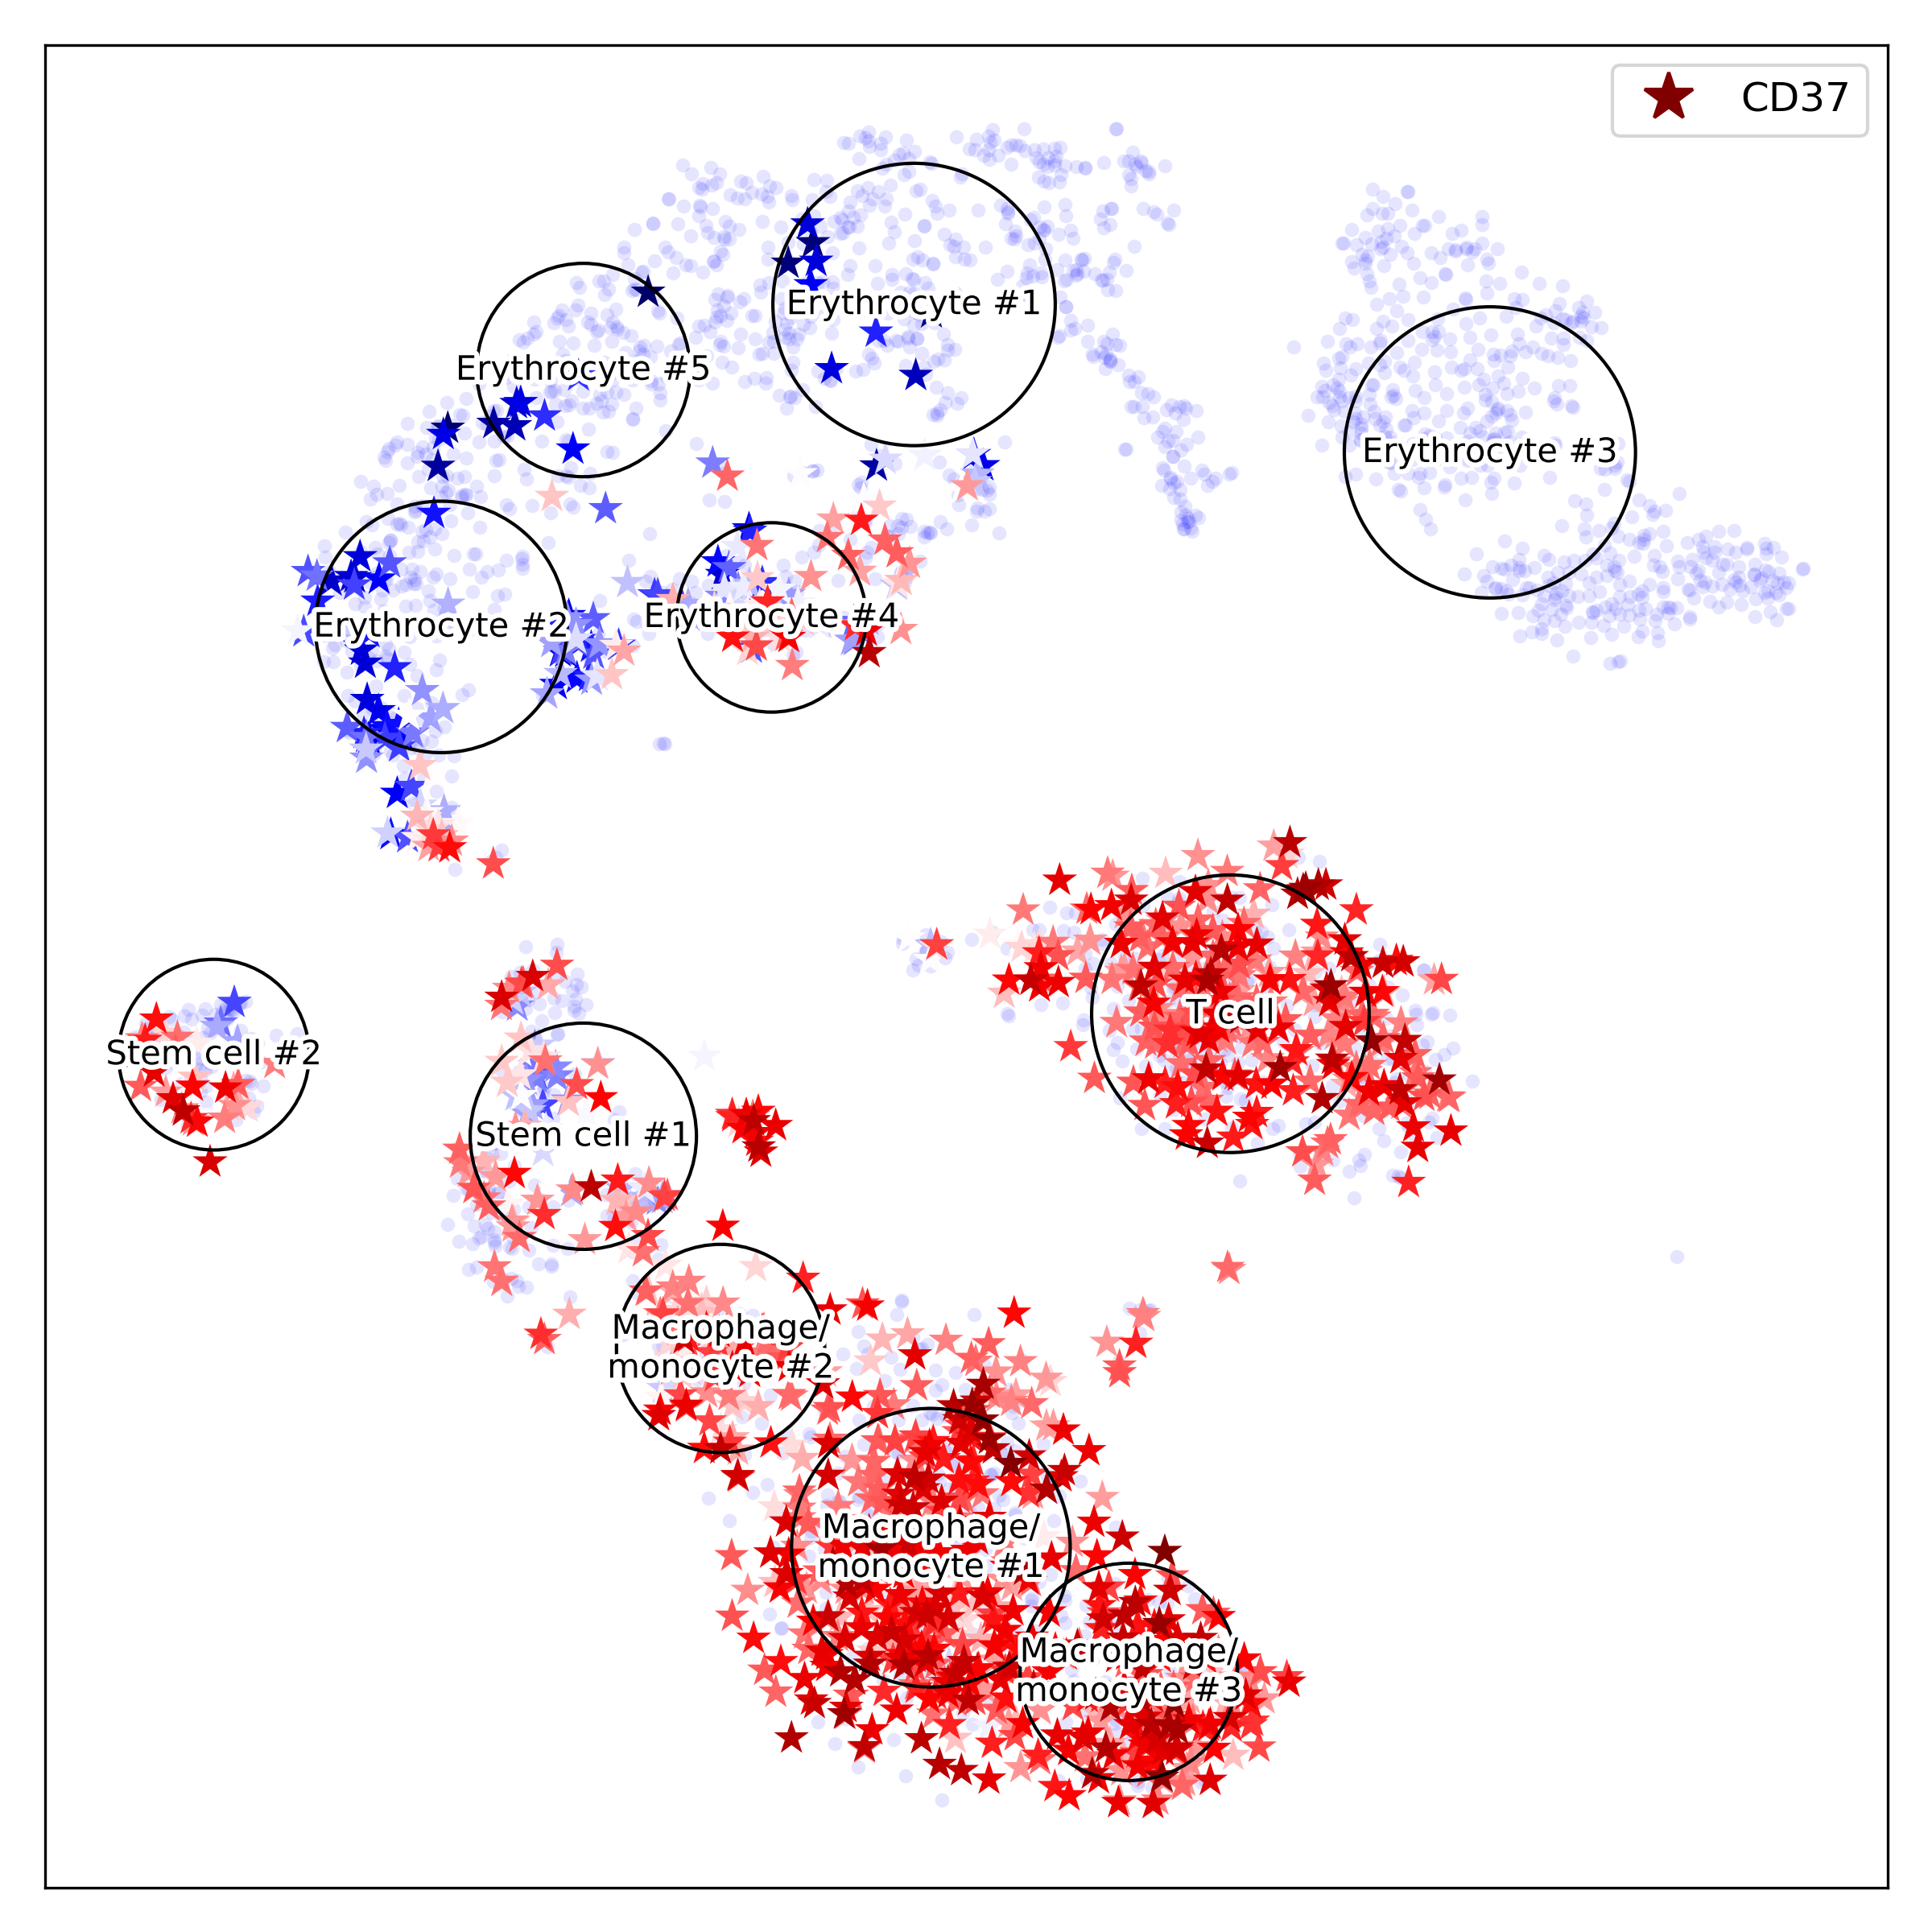 CD37
Erythrocyte #1
Erythrocyte #5
Erythrocyte #3
Erythrocyte #4
Erythrocyte #2
T cell
Stem cell #2
Stem cell #1
Macrophage/
monocyte #2
Macrophage/
monocyte #1
Macrophage/
monocyte #3